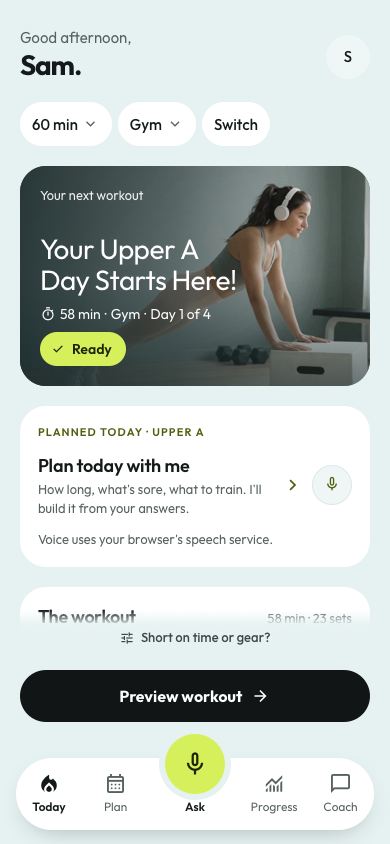 Good afternoon,
Sam.
S
60 min
Gym
Switch
Your next workout
Your Upper A
Day Starts Here!
58 min · Gym · Day 1 of 4
Ready
PLANNED TODAY · UPPER A
Plan today with me
How long, what's sore, what to train. I'll
build it from your answers.
Voice uses your browser's speech service.
The workout
58 min · 23 sets
Short on time or gear?
Preview workout
Today
Plan
Ask
Progress
Coach